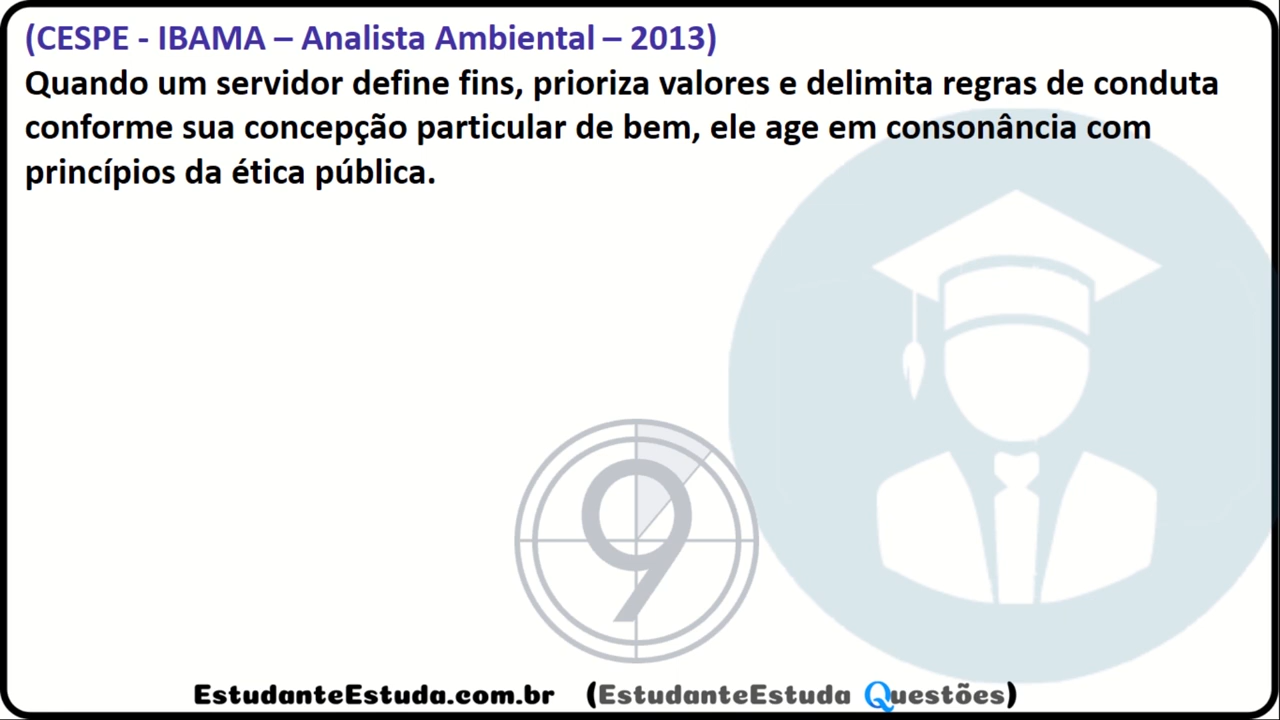 (CESPE - IBAMA – Analista Ambiental – 2013)
Quando um servidor define fins, prioriza valores e delimita regras de conduta
conforme sua concepção particular de bem, ele age em consonância com
princípios da ética pública.
9
EstudanteEstuda.com.br (EstudanteEstuda Questões)